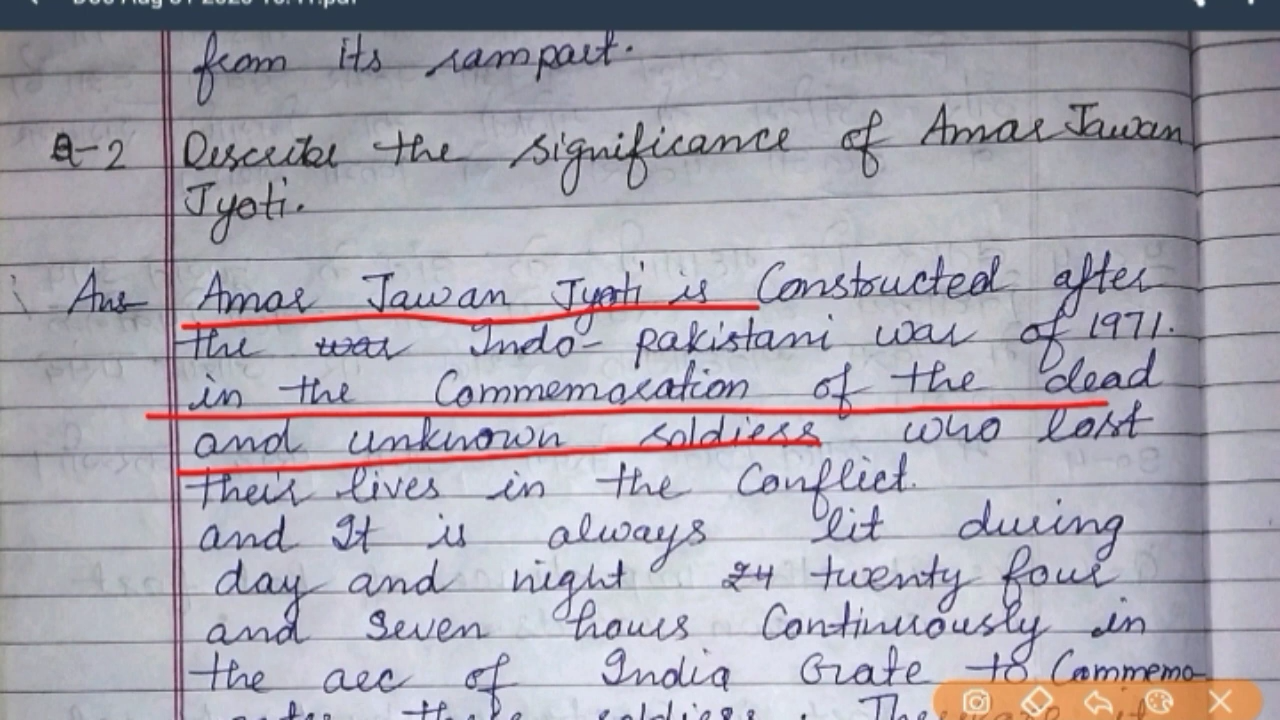 from its rampart.
Q-2 Describe the significance of Amar Jawan
Jyoti.
Ans Amar Jawan Jyoti is Constructed after
the war Indo-pakistani war of 1971.
in the Commemoration of the dead
and unknown soldiers who lost
their lives in the Conflict.
and It is always lit during
day and night 24 twenty four
and seven hours Continuously in
the arc of India Grate to Commemo-
soldiers.